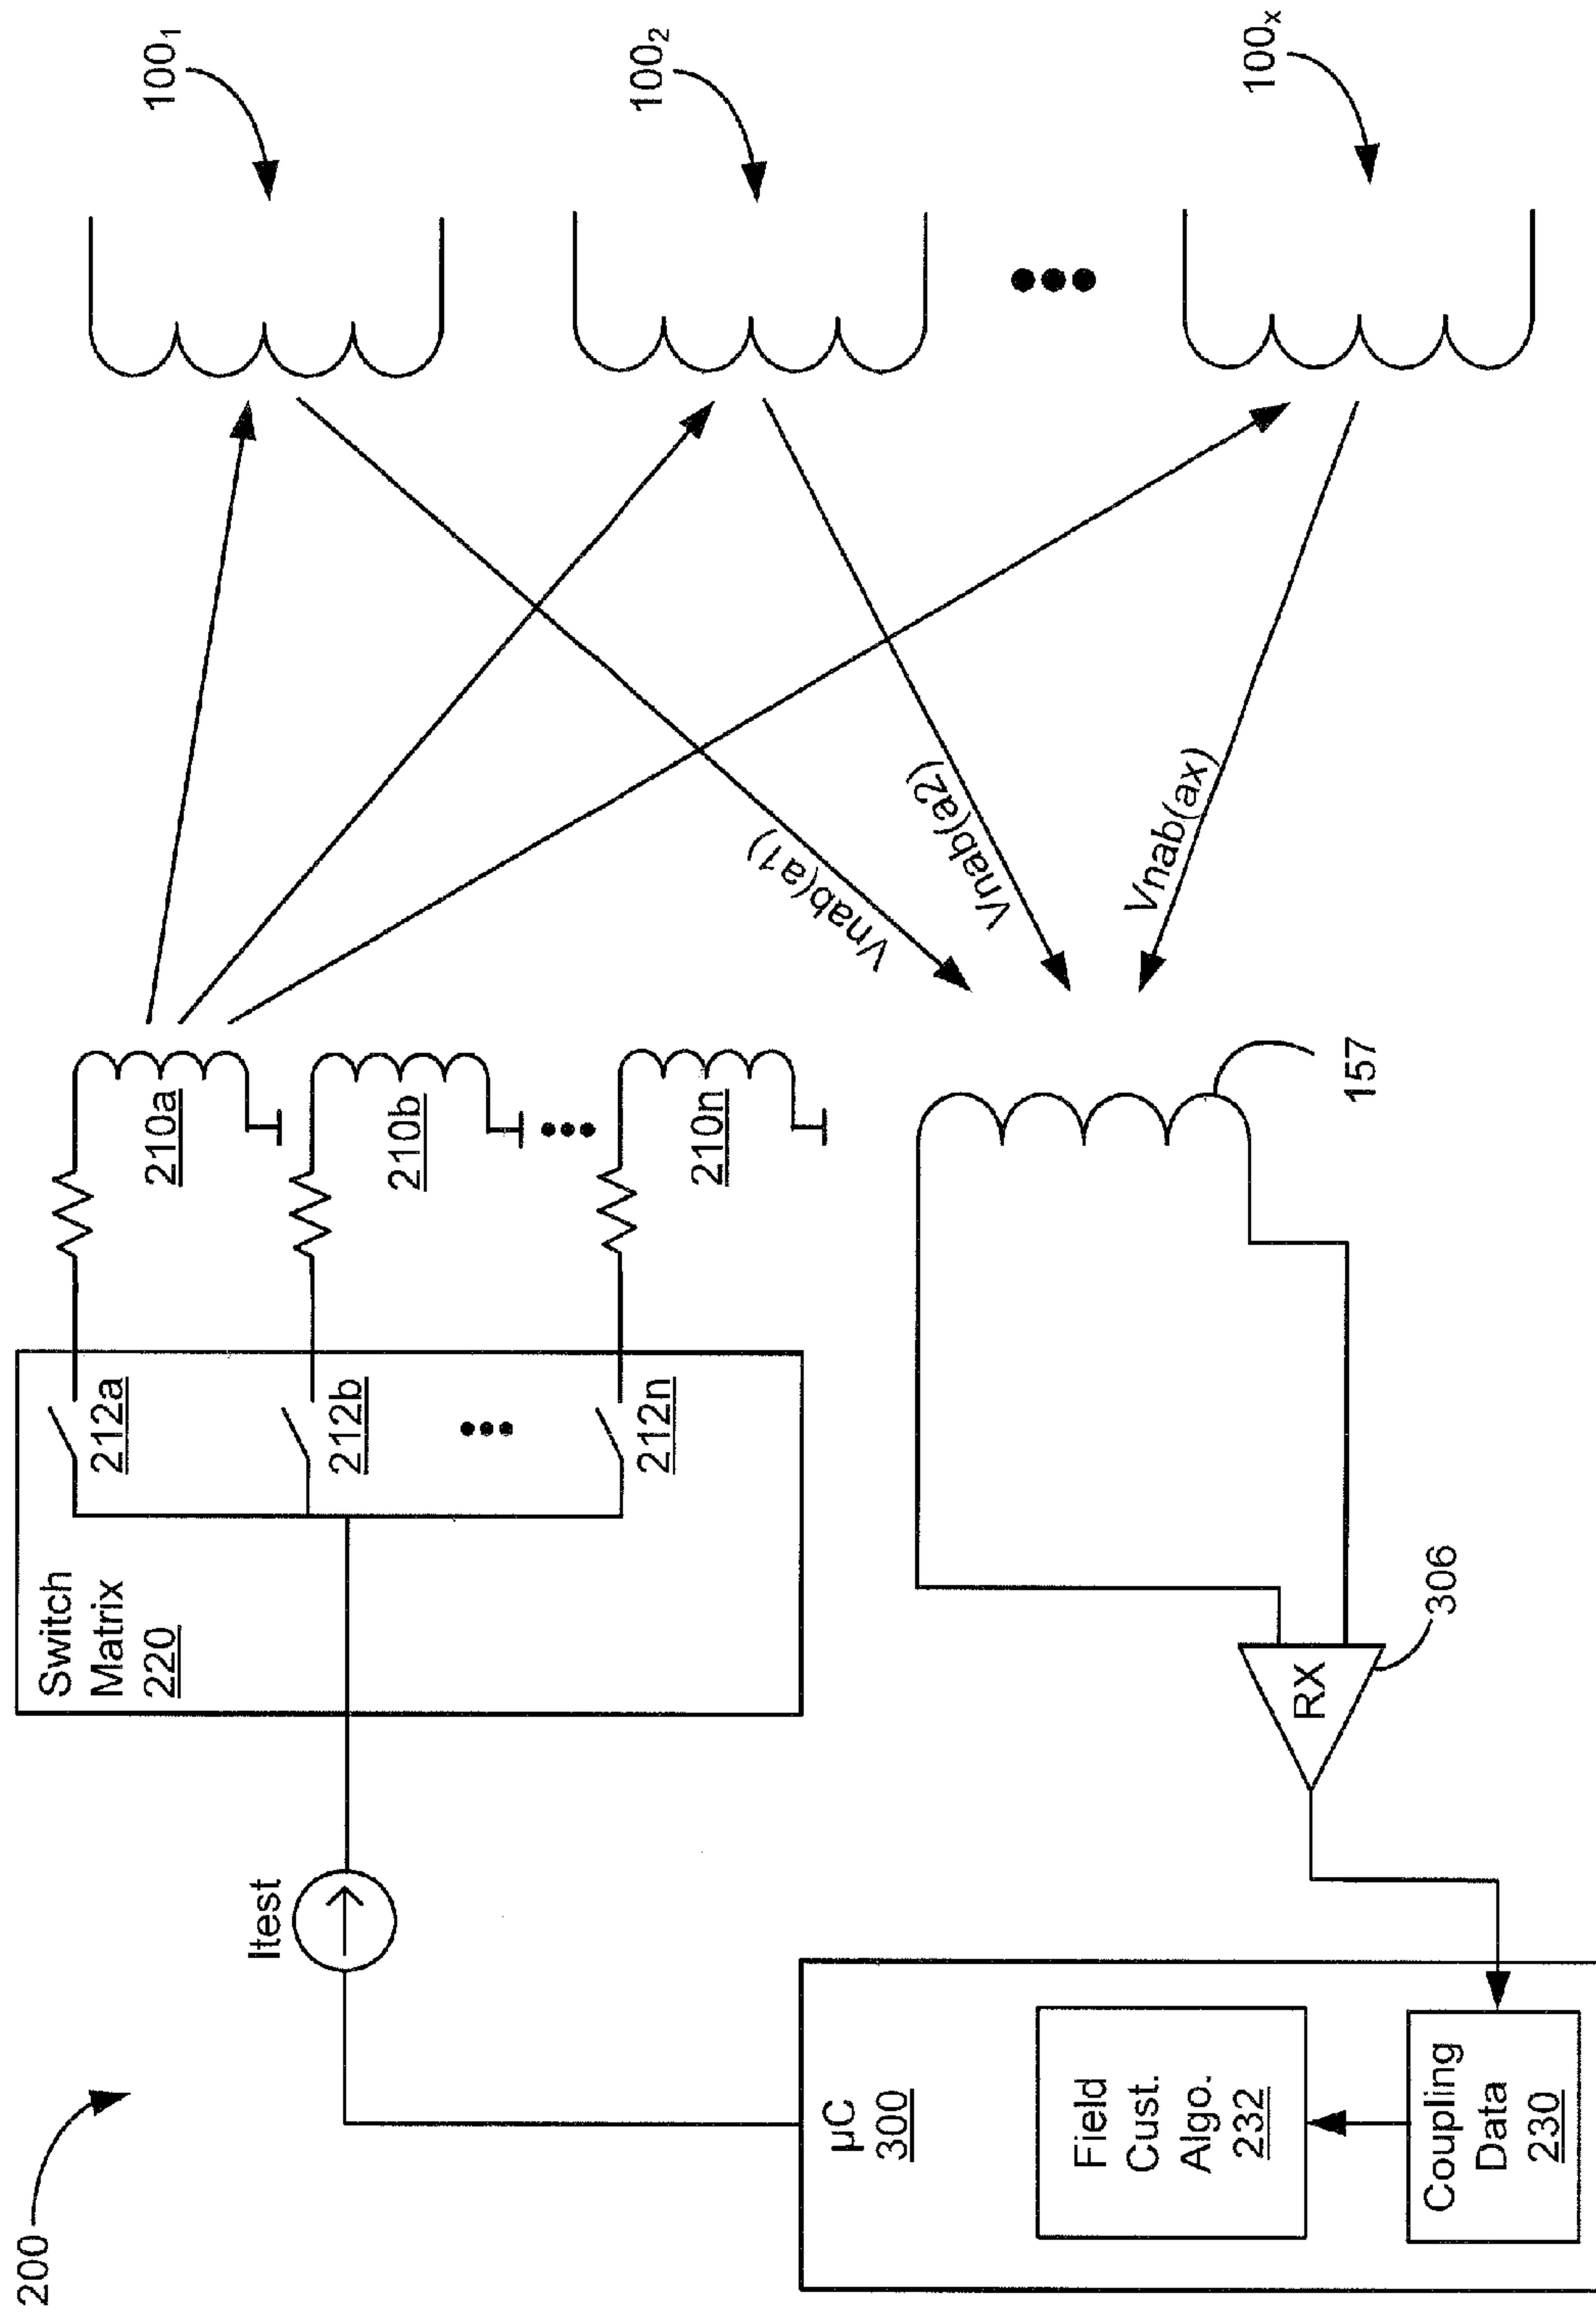 200
Itest
Switch
Matrix
220
212a
212b
212n
210a
210b
210n
100₁
100₂
100ₓ
Vnab(a1)
Vnab(a2)
Vnab(ax)
157
RX
306
µC
300
Field
Cust.
Algo.
232
Coupling
Data
230